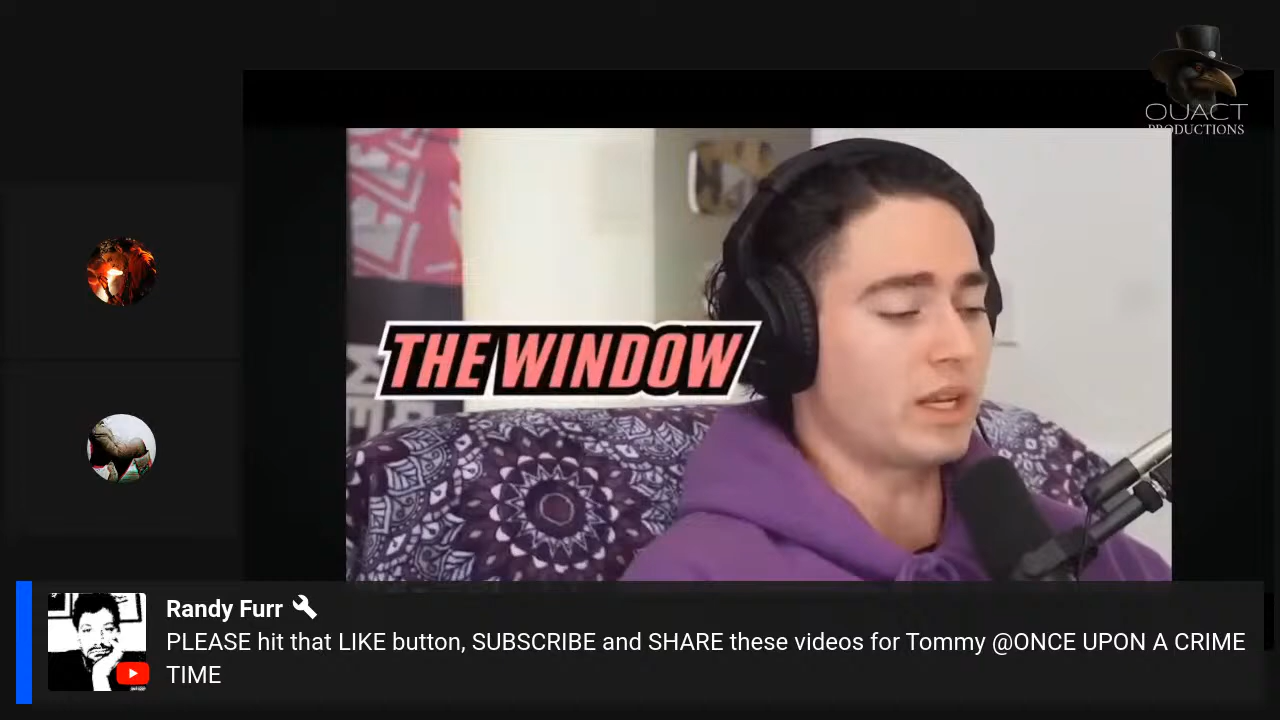 OUACT
PRODUCTIONS
THE WINDOW
Randy Furr
PLEASE hit that LIKE button, SUBSCRIBE and SHARE these videos for Tommy @ONCE UPON A CRIME
TIME